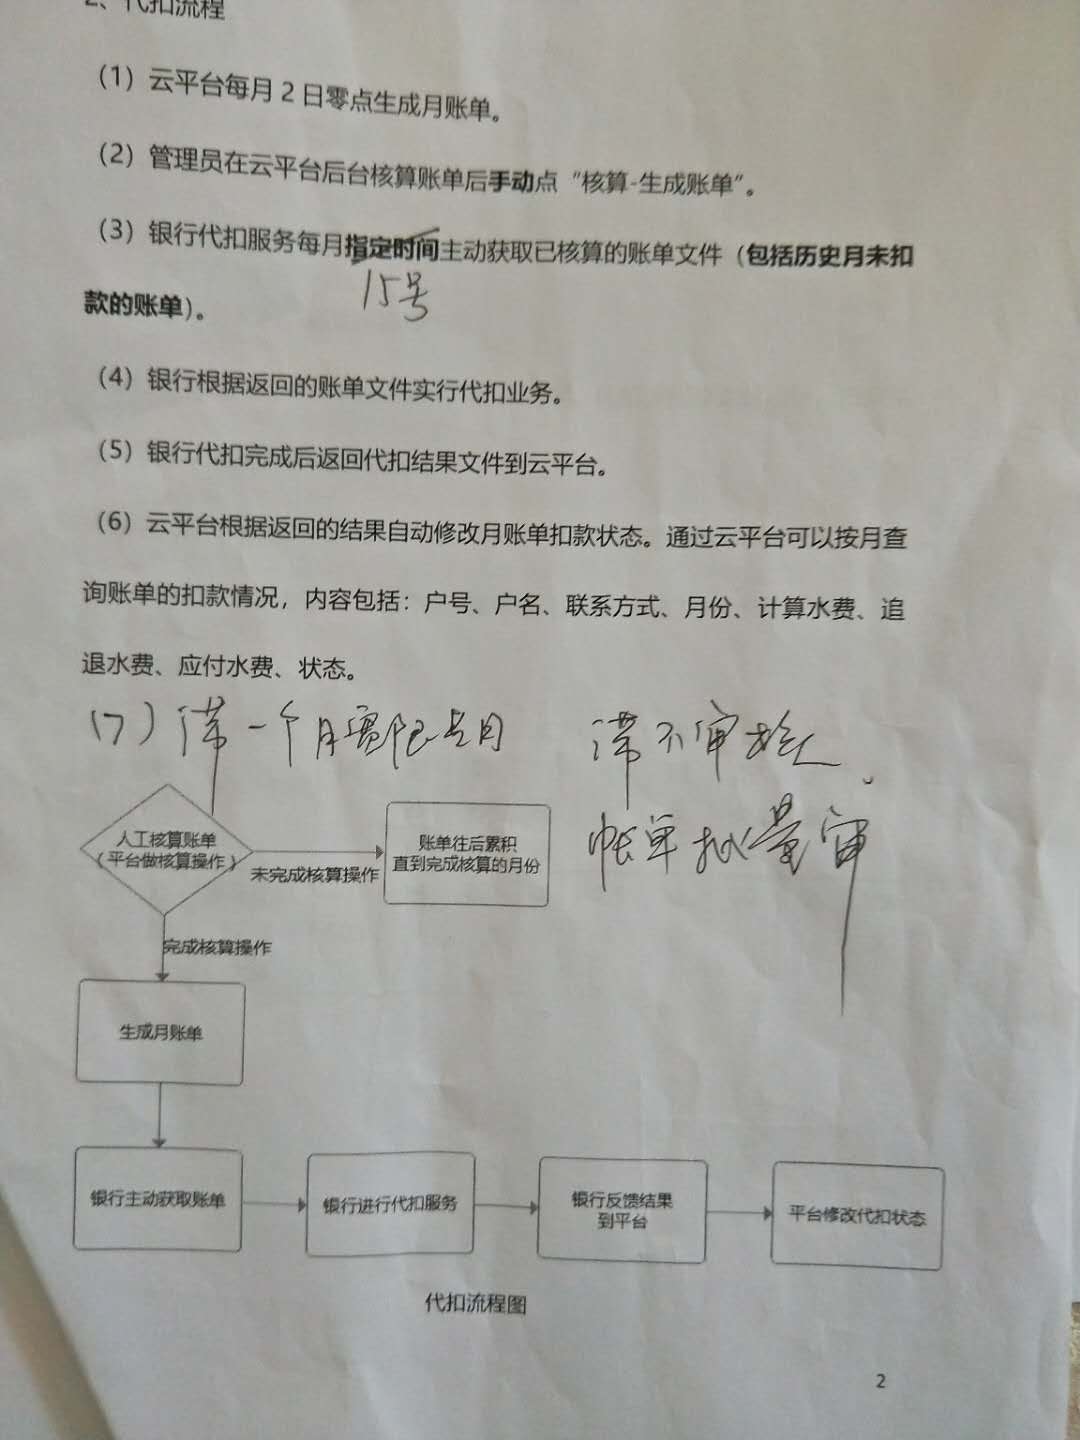 2、代扣流程
（1）云平台每月 2 日零点生成月账单。
（2）管理员在云平台后台核算账单后手动点“核算-生成账单”。
（3）银行代扣服务每月指定时间主动获取已核算的账单文件（包括历史月未扣
15号
款的账单）。
（4）银行根据返回的账单文件实行代扣业务。
（5）银行代扣完成后返回代扣结果文件到云平台。
（6）云平台根据返回的结果自动修改月账单扣款状态。通过云平台可以按月查
询账单的扣款情况，内容包括：户号、户名、联系方式、月份、计算水费、追
退水费、应付水费、状态。
(7) 滞一个月
滞不审核
帐单批量审
人工核算账单
（平台做核算操作）
未完成核算操作
账单往后累积
直到完成核算的月份
完成核算操作
生成月账单
银行主动获取账单
银行进行代扣服务
银行反馈结果
到平台
平台修改代扣状态
代扣流程图
2